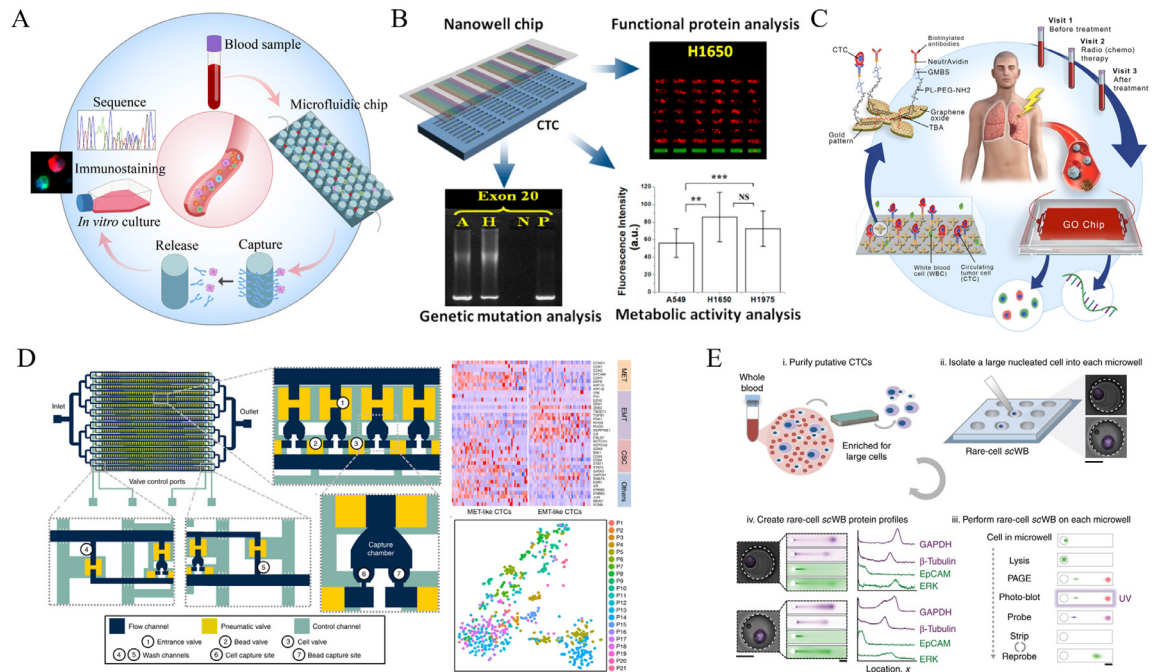 A
Blood sample
Sequence
Microfluidic chip
Immunostaining
In vitro culture
Release
Capture
B
Nanowell chip
CTC
Functional protein analysis
H1650
Exon 20
A H N P
Genetic mutation analysis
Fluorescence Intensity
(a.u.)
120
100
80
60
40
20
0
***
**
NS
A549 H1650 H1975
Metabolic activity analysis
C
CTC
Biotinylated
antibodies
NeutrAvidin
GMBS
PL-PEG-NH2
Graphene
oxide
TBA
Gold
pattern
White blood
cell (WBC)
Circulating
tumor cell
(CTC)
Visit 1
Before treatment
Visit 2
Radio (chemo)
therapy
Visit 3
After
treatment
GO Chip
D
Inlet
Outlet
Valve control ports
1
2
3
4
5
Capture
chamber
6
7
Flow channel
Pneumatic valve
Control channel
1 Entrance valve
2 Bead valve
3 Cell valve
4 5 Wash channels
6 Cell capture site
7 Bead capture site
MET
EMT
CSC
Others
MET-like CTCs
EMT-like CTCs
P1
P2
P3
P4
P5
P6
P7
P8
P9
P10
P11
P12
P13
P14
P15
P16
P17
P18
P19
P20
P21
E
i. Purify putative CTCs
Whole
blood
Enriched for
large cells
ii. Isolate a large nucleated cell into each microwell
Rare-cell scWB
iv. Create rare-cell scWB protein profiles
GAPDH
β-Tubulin
EpCAM
ERK
GAPDH
β-Tubulin
EpCAM
ERK
Location, x
iii. Perform rare-cell scWB on each microwell
Cell in microwell
Lysis
PAGE
Photo-blot
UV
Probe
Strip
Reprobe